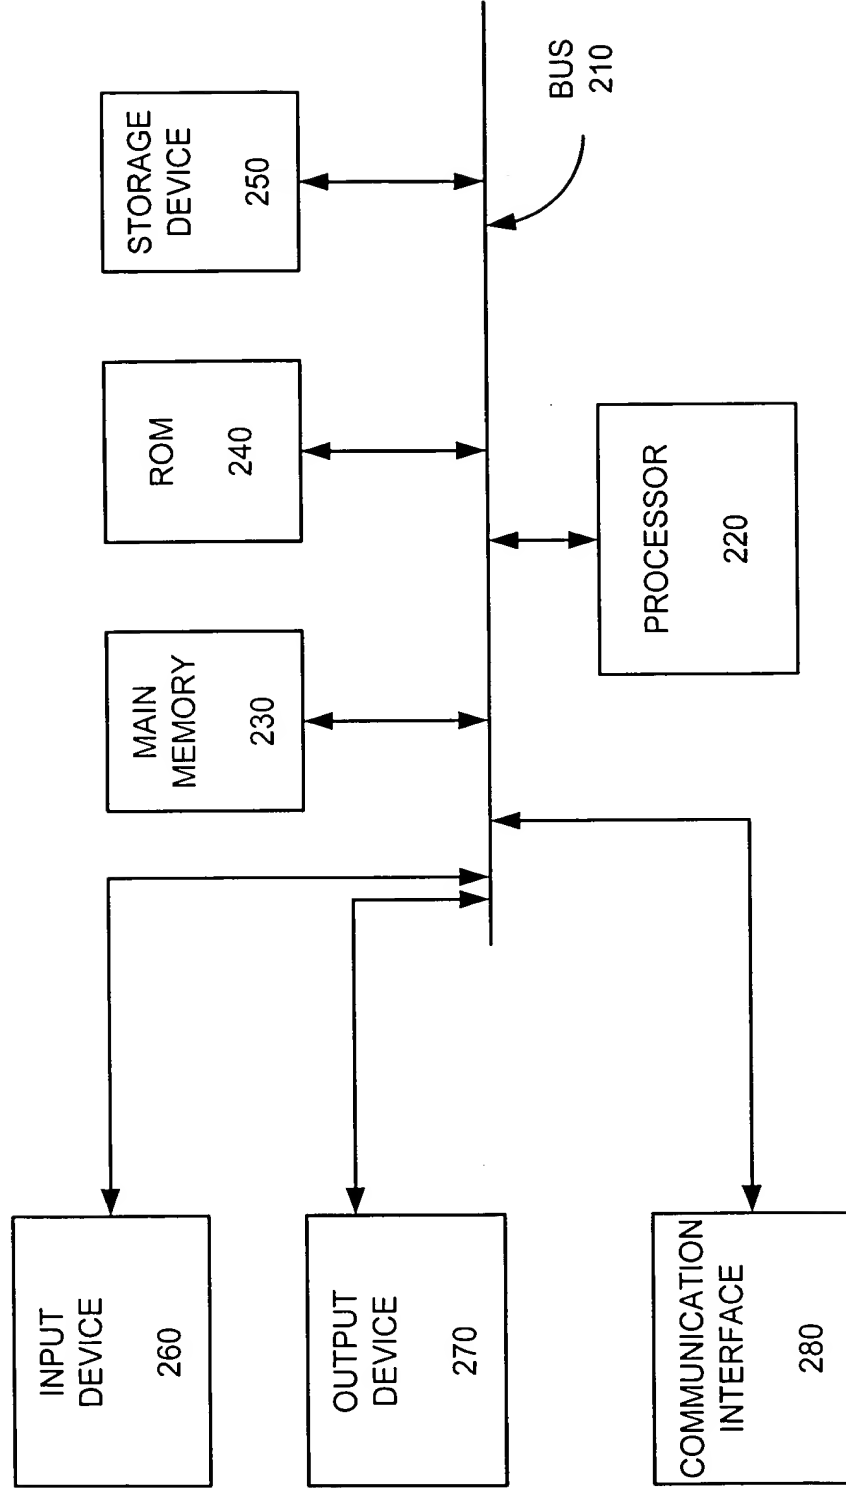 INPUT
DEVICE
260
OUTPUT
DEVICE
270
COMMUNICATION
INTERFACE
280
MAIN
MEMORY
230
ROM
240
STORAGE
DEVICE
250
PROCESSOR
220
BUS
210